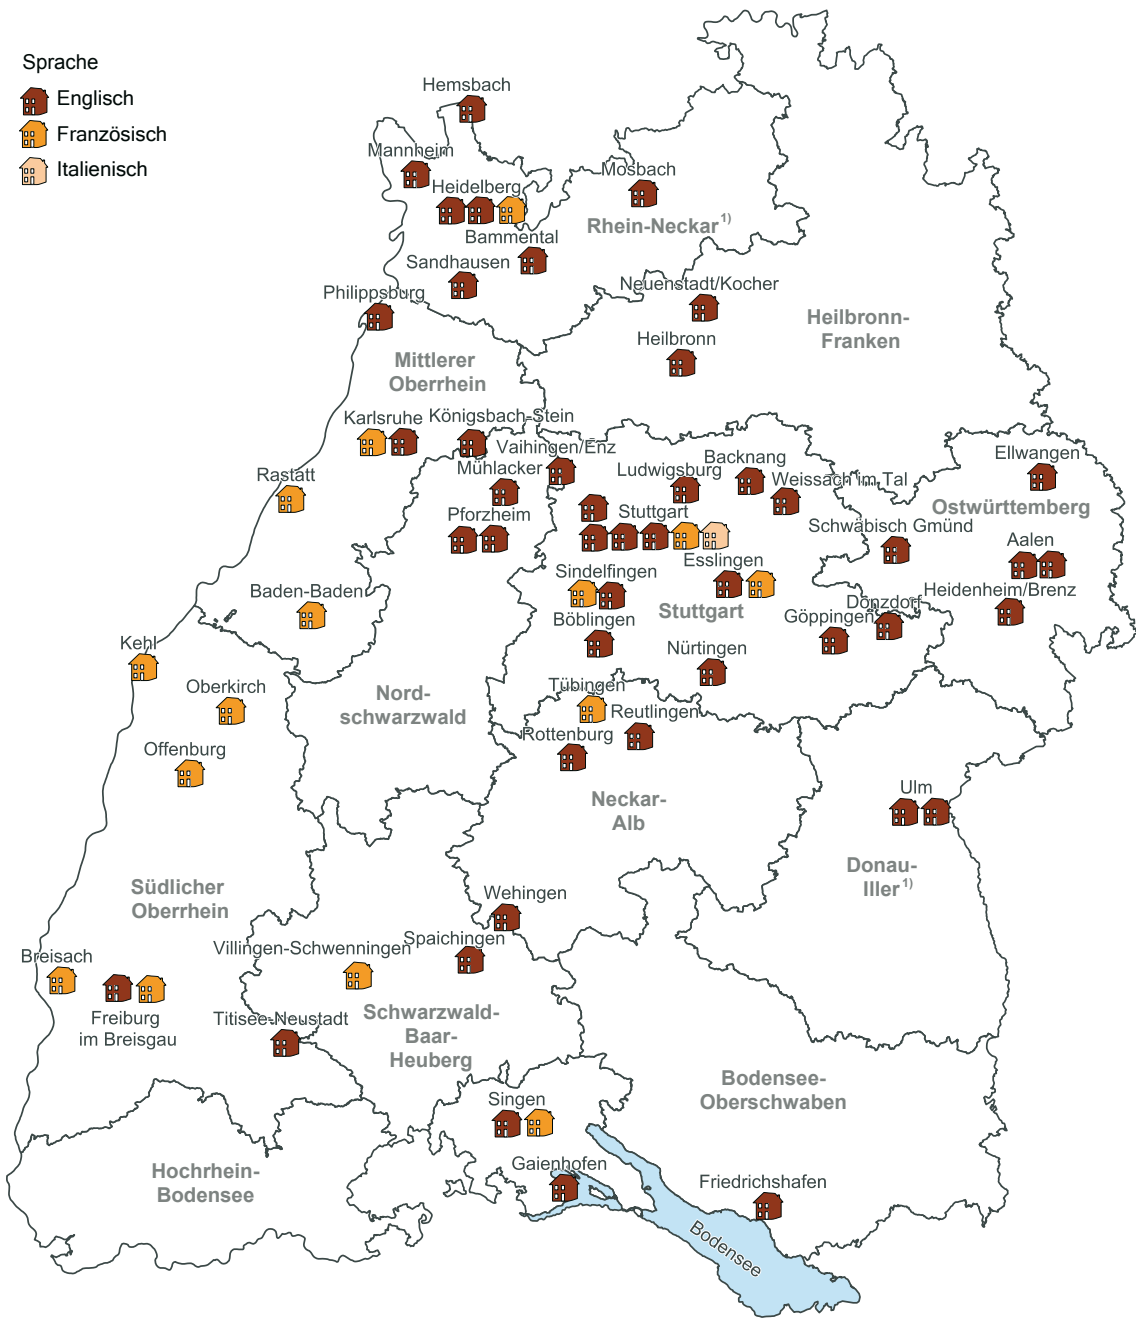 Sprache
Englisch
Französisch
Italienisch
Hemsbach
Mannheim
Heidelberg
Mosbach
Rhein-Neckar¹⁾
Bammental
Sandhausen
Philippsburg
Neuenstadt/Kocher
Heilbronn-
Franken
Heilbronn
Mittlerer
Oberrhein
Karlsruhe
Königsbach-Stein
Vaihingen/Enz
Mühlacker
Ludwigsburg
Backnang
Weissach im Tal
Ellwangen
Ostwürttemberg
Rastatt
Pforzheim
Stuttgart
Schwäbisch Gmünd
Aalen
Esslingen
Sindelfingen
Heidenheim/Brenz
Baden-Baden
Stuttgart
Böblingen
Göppingen
Donzdorf
Kehl
Nürtingen
Oberkirch
Nord-
schwarzwald
Tübingen
Reutlingen
Rottenburg
Offenburg
Neckar-
Alb
Ulm
Donau-
Iller¹⁾
Südlicher
Oberrhein
Wehingen
Spaichingen
Villingen-Schwenningen
Breisach
Freiburg
im Breisgau
Titisee-Neustadt
Schwarzwald-
Baar-
Heuberg
Bodensee-
Oberschwaben
Singen
Hochrhein-
Bodensee
Gaienhofen
Friedrichshafen
Bodensee